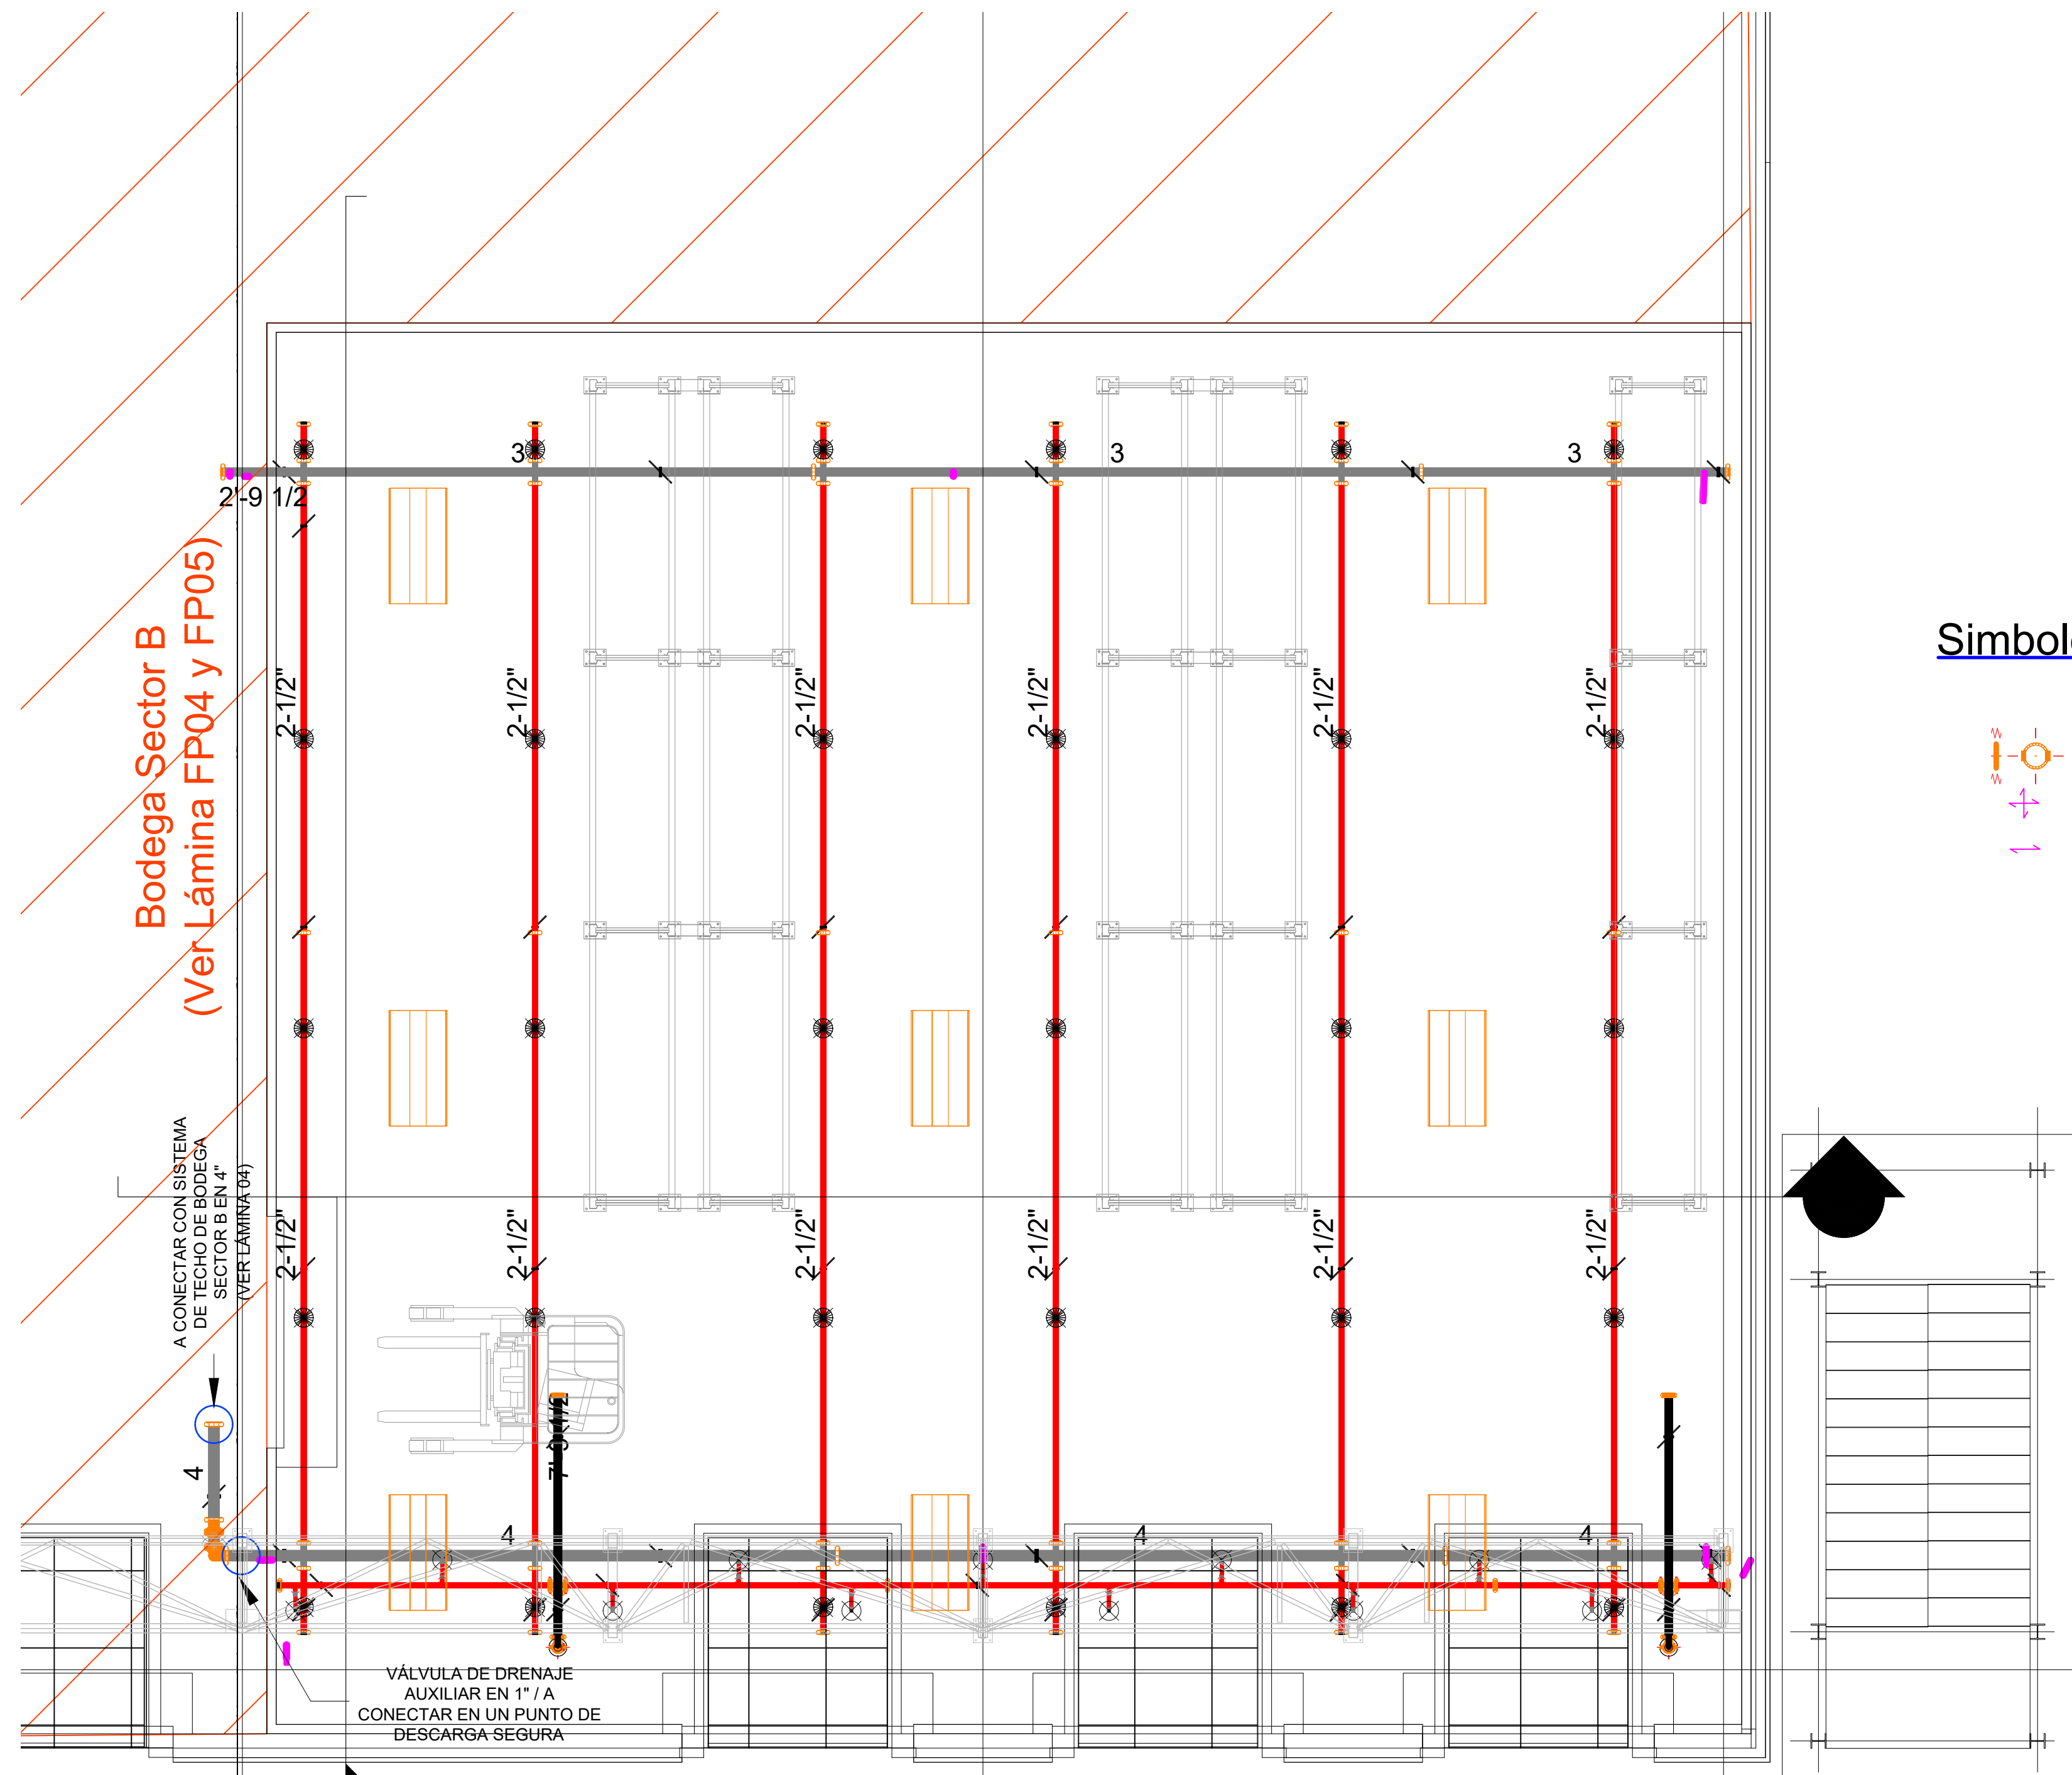 3
3
3
2'-9 1/2
Bodega Sector B
(Ver Lámina FP04 y FP05)
2-1/2"
2-1/2"
2-1/2"
2-1/2"
2-1/2"
2-1/2"
A CONECTAR CON SISTEMA
DE TECHO DE BODEGA
SECTOR B EN 4"
(VER LÁMINA 04)
2-1/2"
2-1/2"
2-1/2"
2-1/2"
2-1/2"
2-1/2"
4
4
4
4
VÁLVULA DE DRENAJE
AUXILIAR EN 1" / A
CONECTAR EN UN PUNTO DE
DESCARGA SEGURA